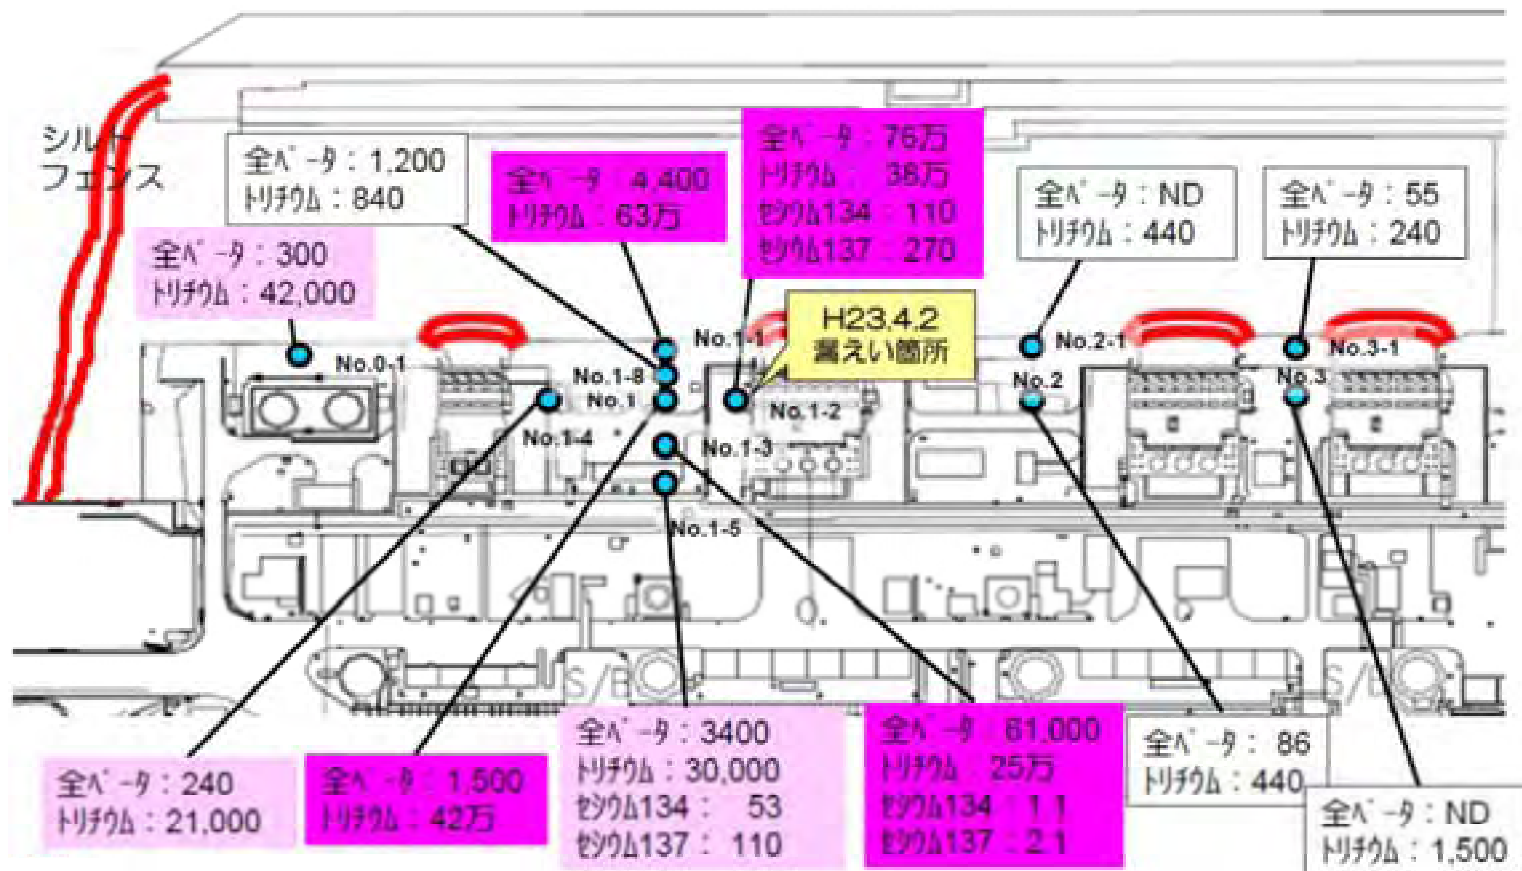 シルト
フェンス
全ベータ：1,200
トリチウム：840
全ベータ：4,400
トリチウム：63万
全ベータ：76万
トリチウム： 38万
セシウム134：110
セシウム137：270
全ベータ：ND
トリチウム：440
全ベータ：55
トリチウム：240
全ベータ：300
トリチウム：42,000
H23.4.2
漏えい箇所
No.0-1
No.1-1
No.2-1
No.3-1
No.1-8
No.1
No.2
No.3
No.1-2
No.1-4
No.1-3
No.1-5
S/B
全ベータ：240
トリチウム：21,000
全ベータ：1,500
トリチウム：42万
全ベータ：3400
トリチウム：30,000
セシウム134： 53
セシウム137： 110
全ベータ：61,000
トリチウム：25万
セシウム134：11
セシウム137：21
全ベータ： 86
トリチウム：440
全ベータ：ND
トリチウム：1,500